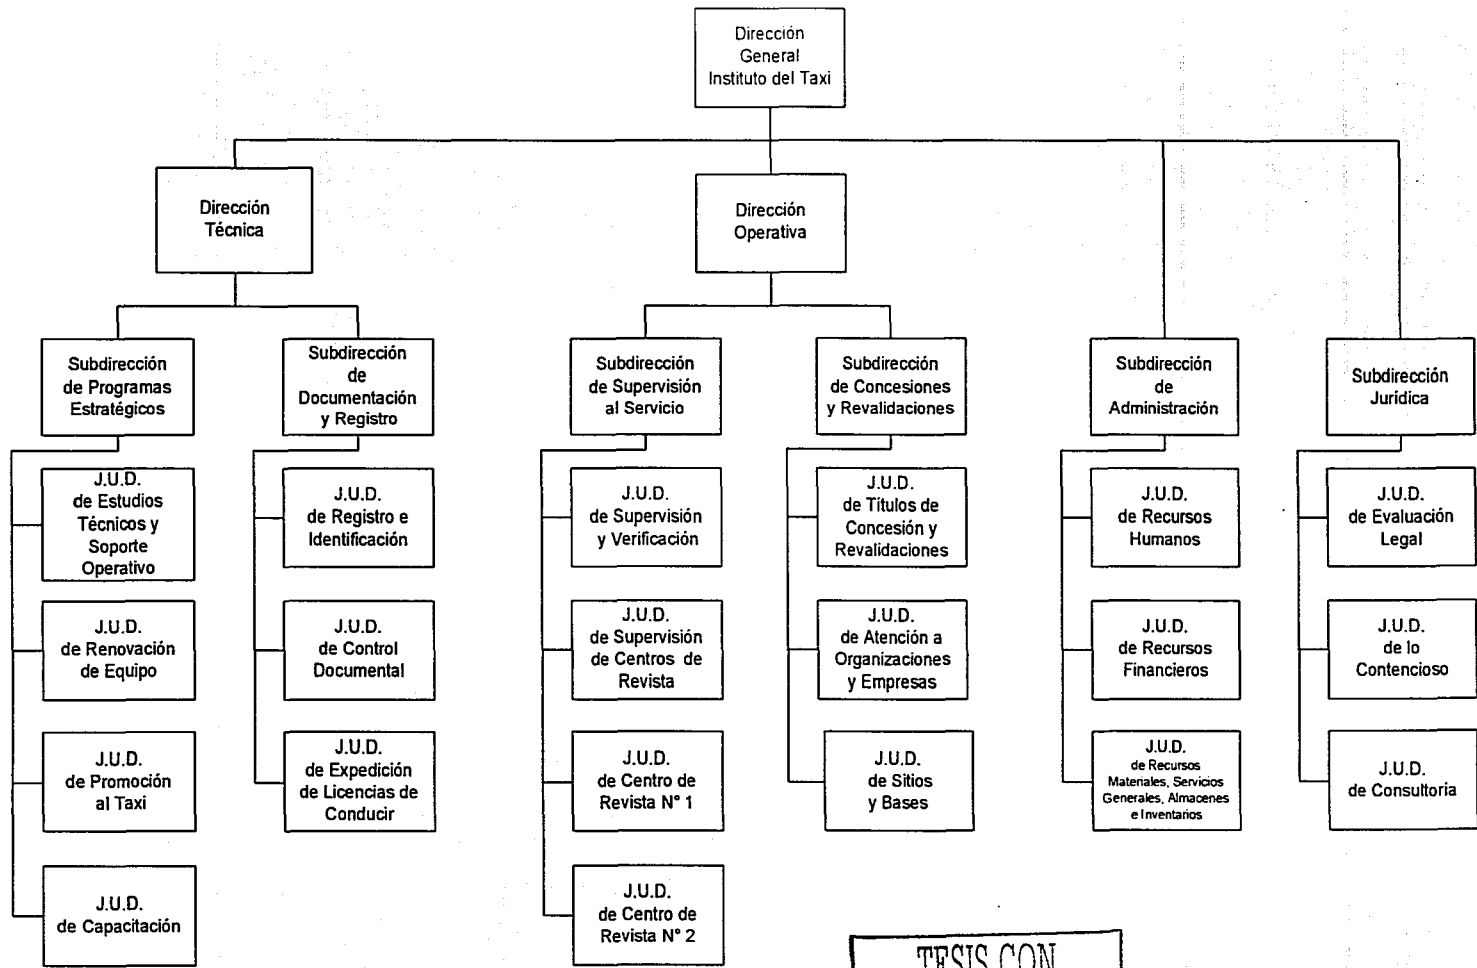 Dirección
General
Instituto del Taxi
Dirección
Técnica
Dirección
Operativa
Subdirección
de Programas
Estratégicos
Subdirección
de
Documentación
y Registro
Subdirección
de Supervisión
al Servicio
Subdirección
de Concesiones
y Revalidaciones
Subdirección
de
Administración
Subdirección
Jurídica
J.U.D.
de Estudios
Técnicos y
Soporte
Operativo
J.U.D.
de Registro e
Identificación
J.U.D.
de Supervisión
y Verificación
J.U.D.
de Títulos de
Concesión y
Revalidaciones
J.U.D.
de Recursos
Humanos
J.U.D.
de Evaluación
Legal
J.U.D.
de Renovación
de Equipo
J.U.D.
de Control
Documental
J.U.D.
de Supervisión
de Centros de
Revista
J.U.D.
de Atención a
Organizaciones
y Empresas
J.U.D.
de Recursos
Financieros
J.U.D.
de lo
Contencioso
J.U.D.
de Promoción
al Taxi
J.U.D.
de Expedición
de Licencias de
Conducir
J.U.D.
de Centro de
Revista N° 1
J.U.D.
de Sitios
y Bases
J.U.D.
de Recursos
Materiales, Servicios
Generales, Almacenes
e Inventarios
J.U.D.
de Consultoria
J.U.D.
de Capacitación
J.U.D.
de Centro de
Revista N° 2
TESIS CON